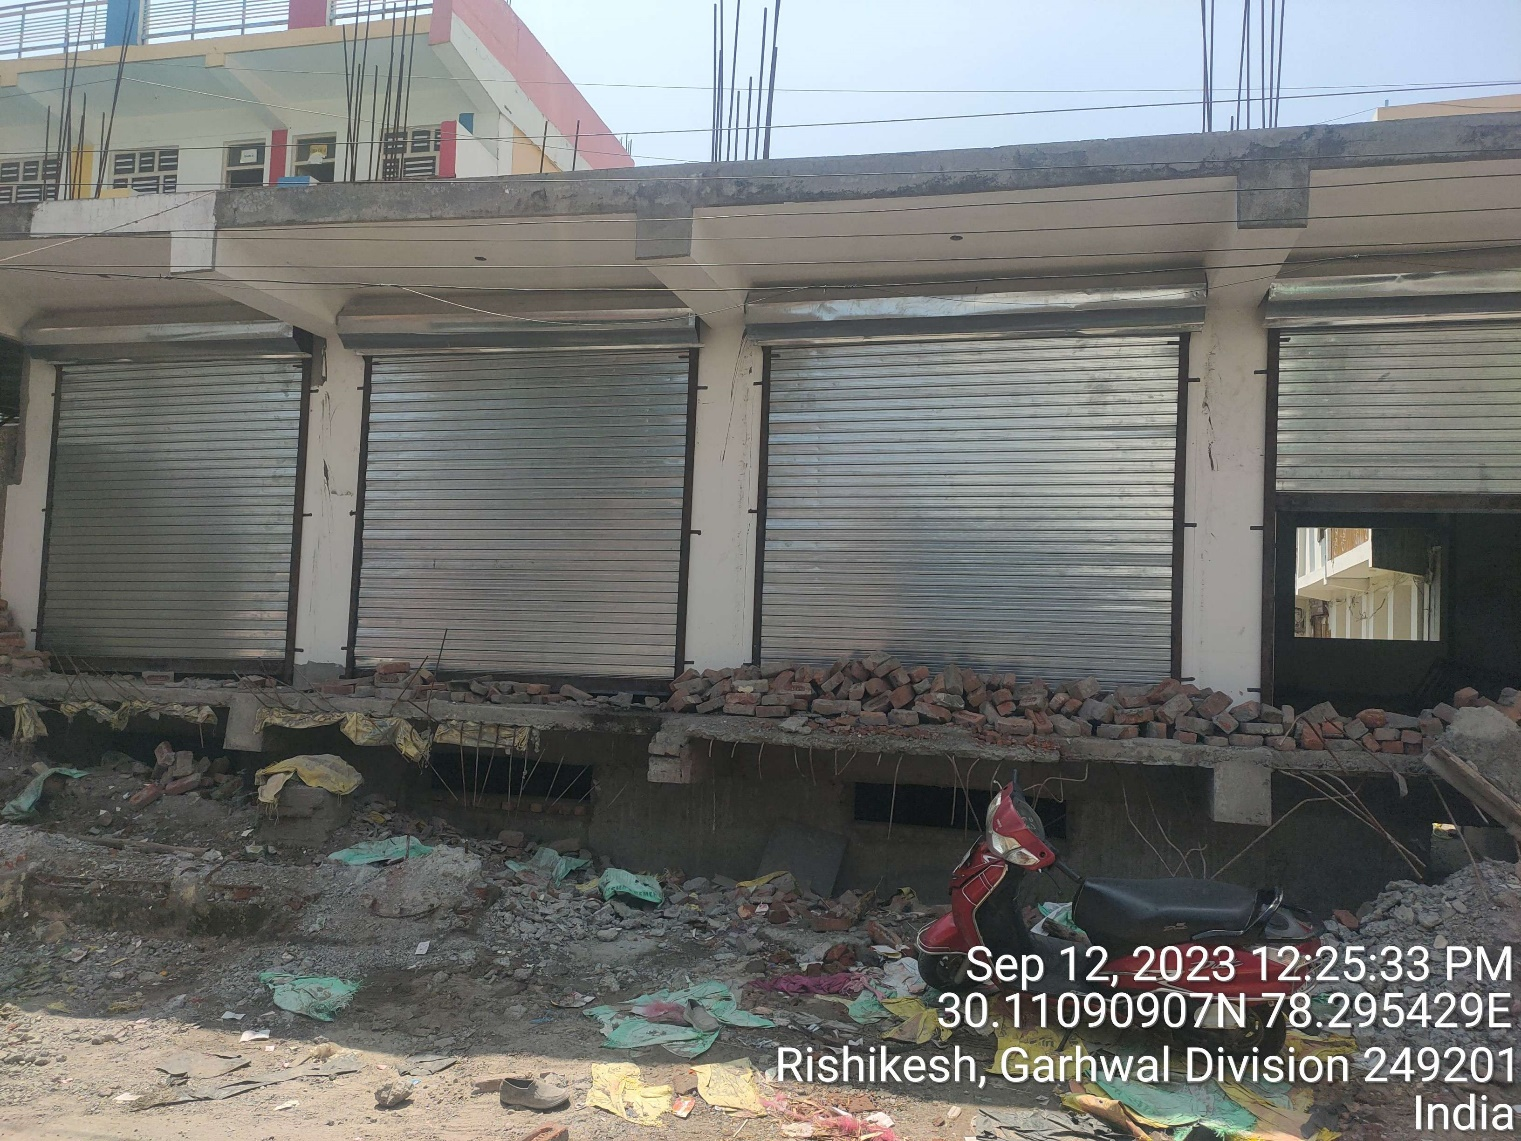 Sep 12, 2023 12:25:33 PM
30.11090907N 78.295429E
Rishikesh, Garhwal Division 249201
India